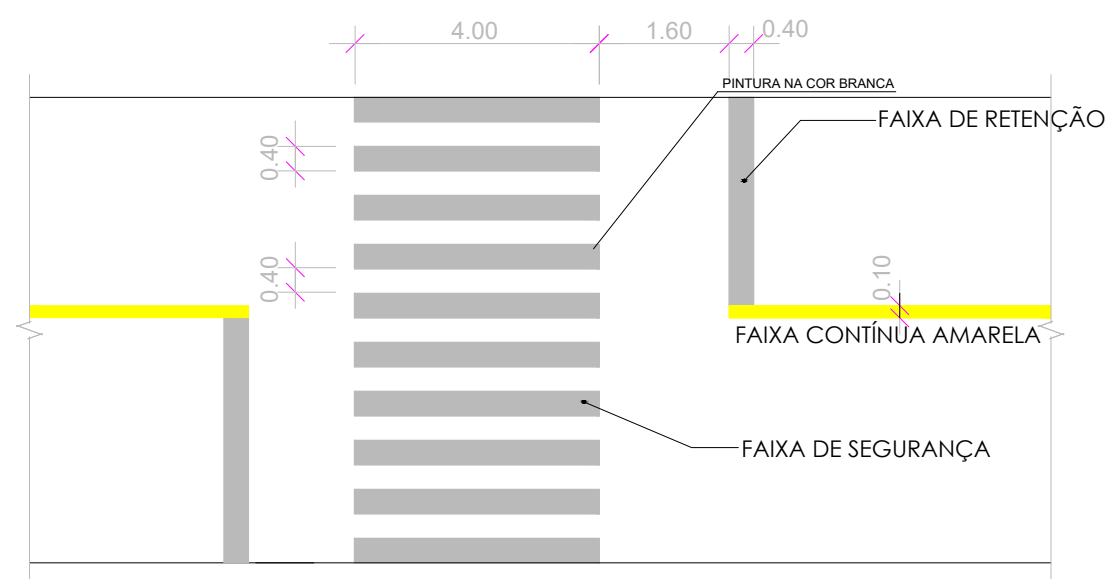 4.00
1.60
0.40
PINTURA NA COR BRANCA
FAIXA DE RETENÇÃO
0.40
0.40
0.10
FAIXA CONTÍNUA AMARELA
FAIXA DE SEGURANÇA